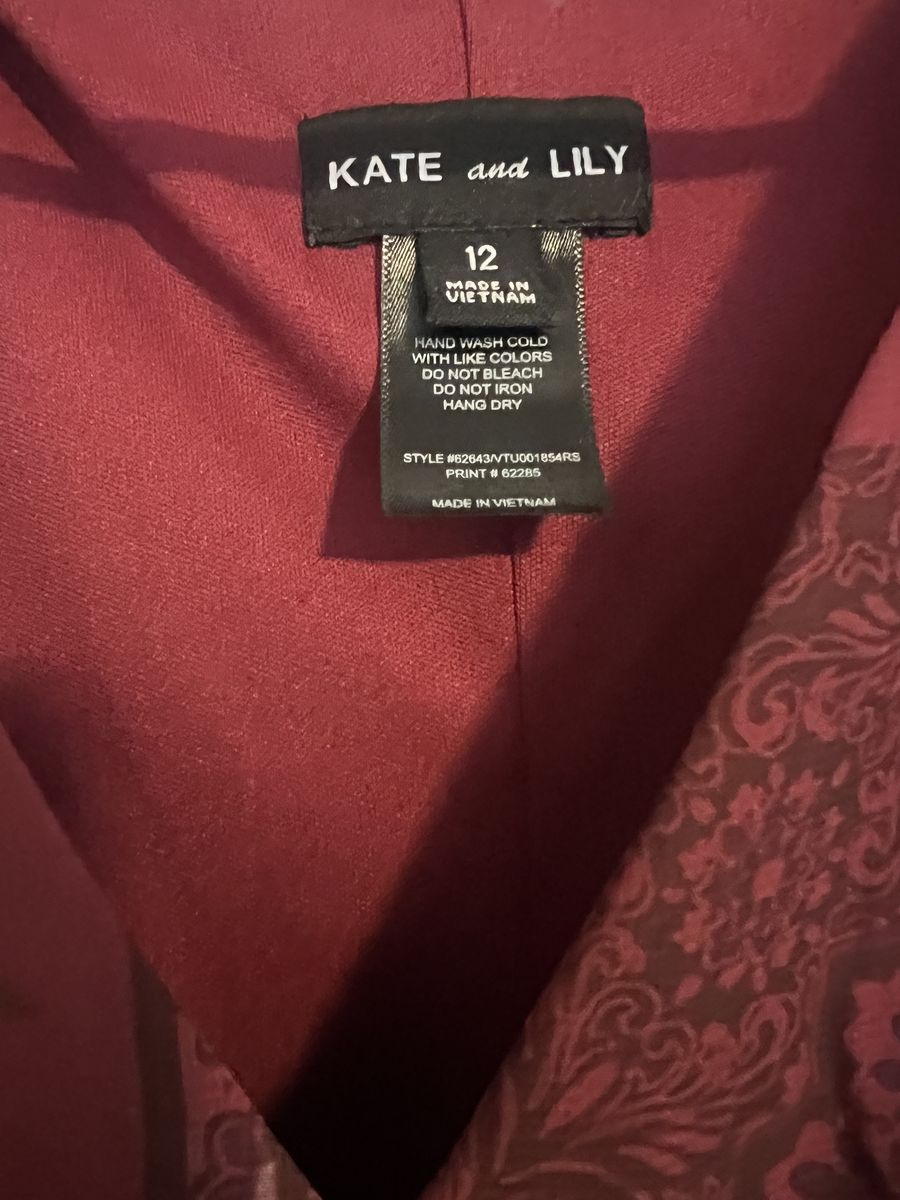 KATE and LILY
12
MADE IN
VIETNAM
HAND WASH COLD
WITH LIKE COLORS
DO NOT BLEACH
DO NOT IRON
HANG DRY
STYLE #62643/VTU001854RS
PRINT # 62285
MADE IN VIETNAM